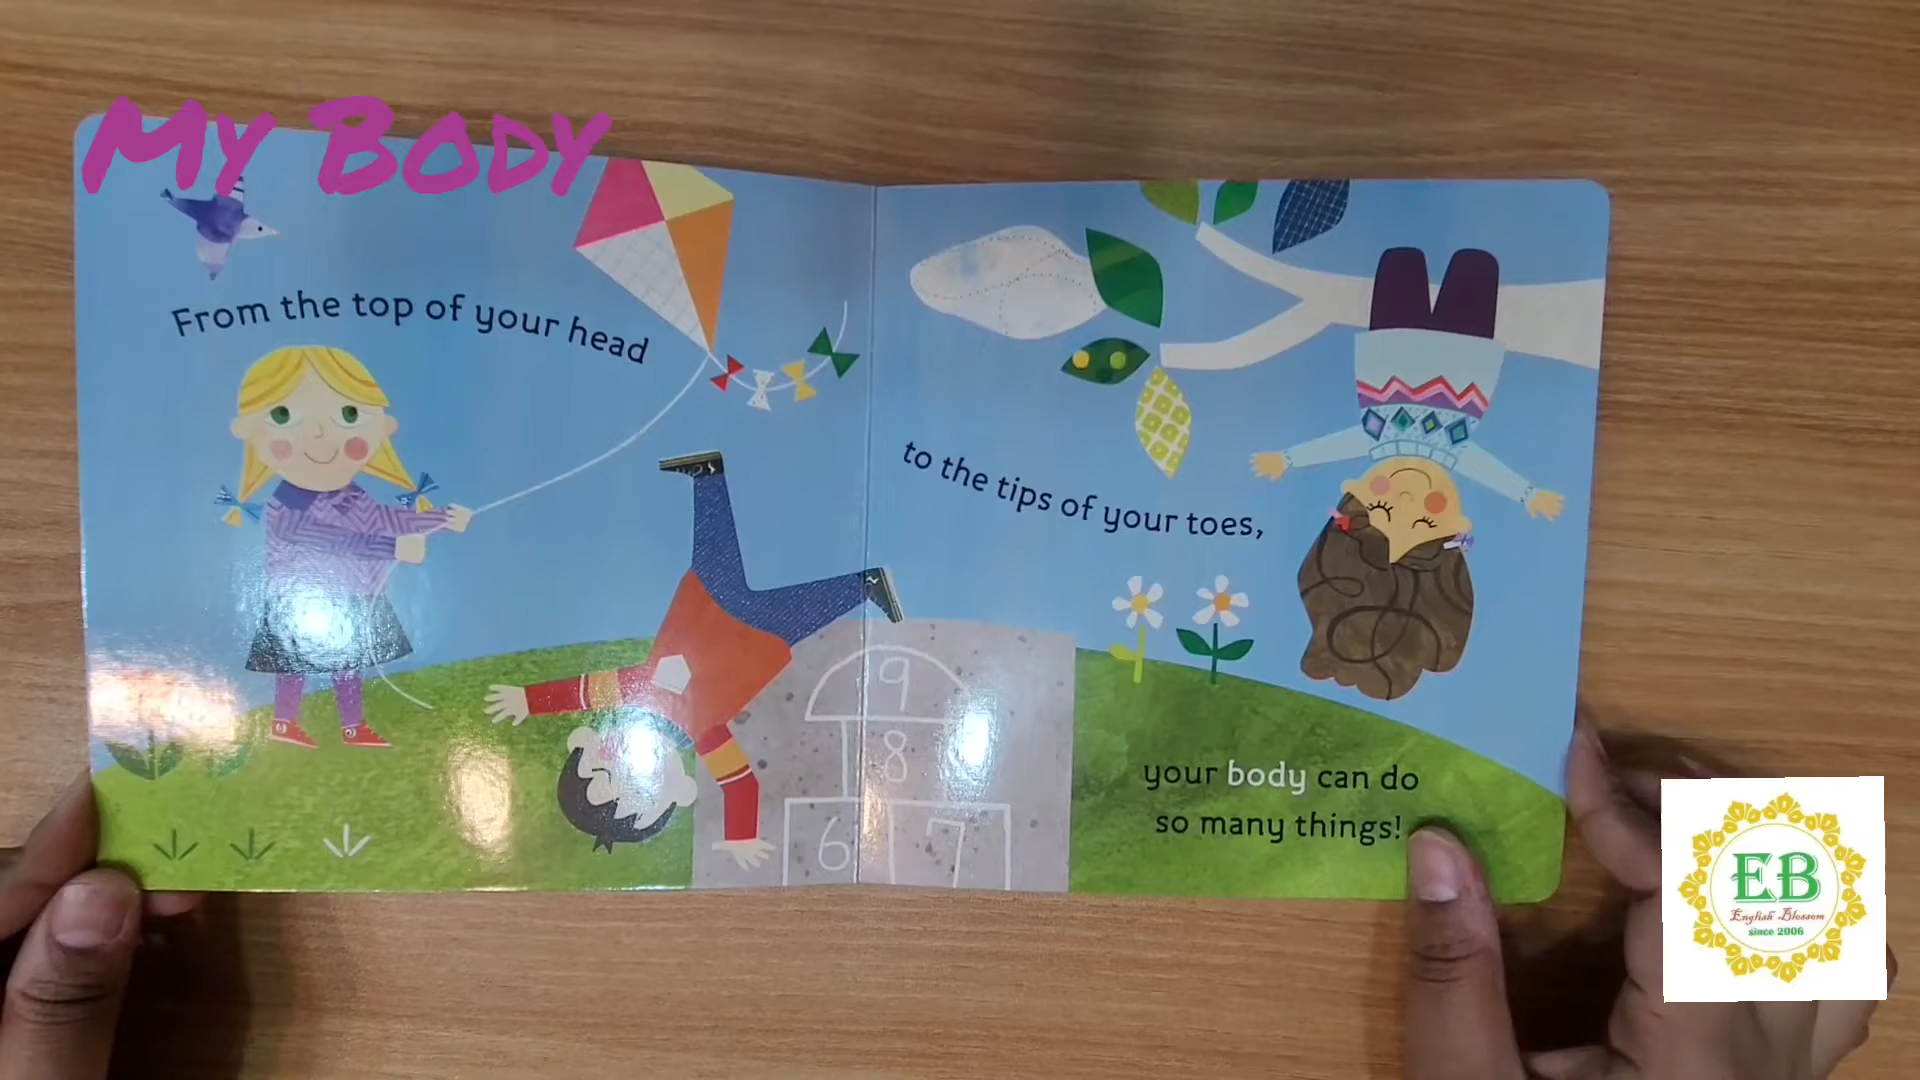 My Body
From the top of your head
to the tips of your toes,
9
8
6 7
your body can do
so many things!
EB
English Blossom
since 2006